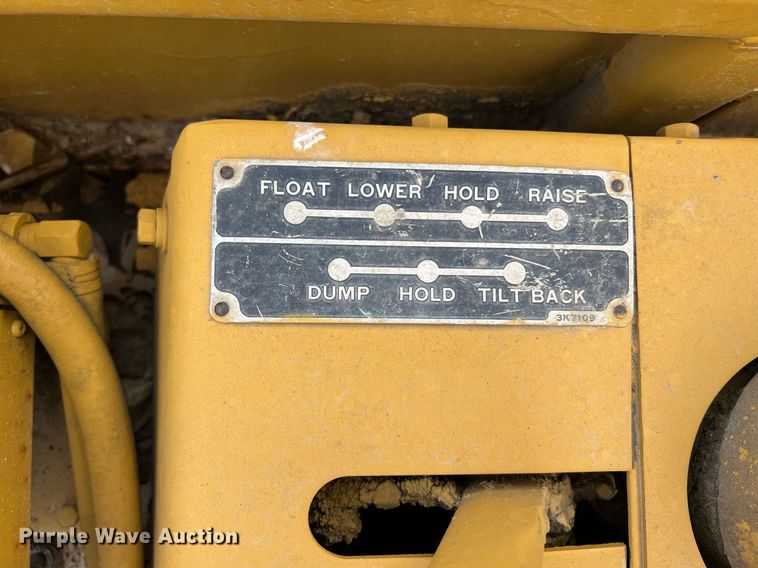 FLOAT LOWER HOLD RAISE
DUMP HOLD TILT BACK
3K7109
Purple Wave Auction